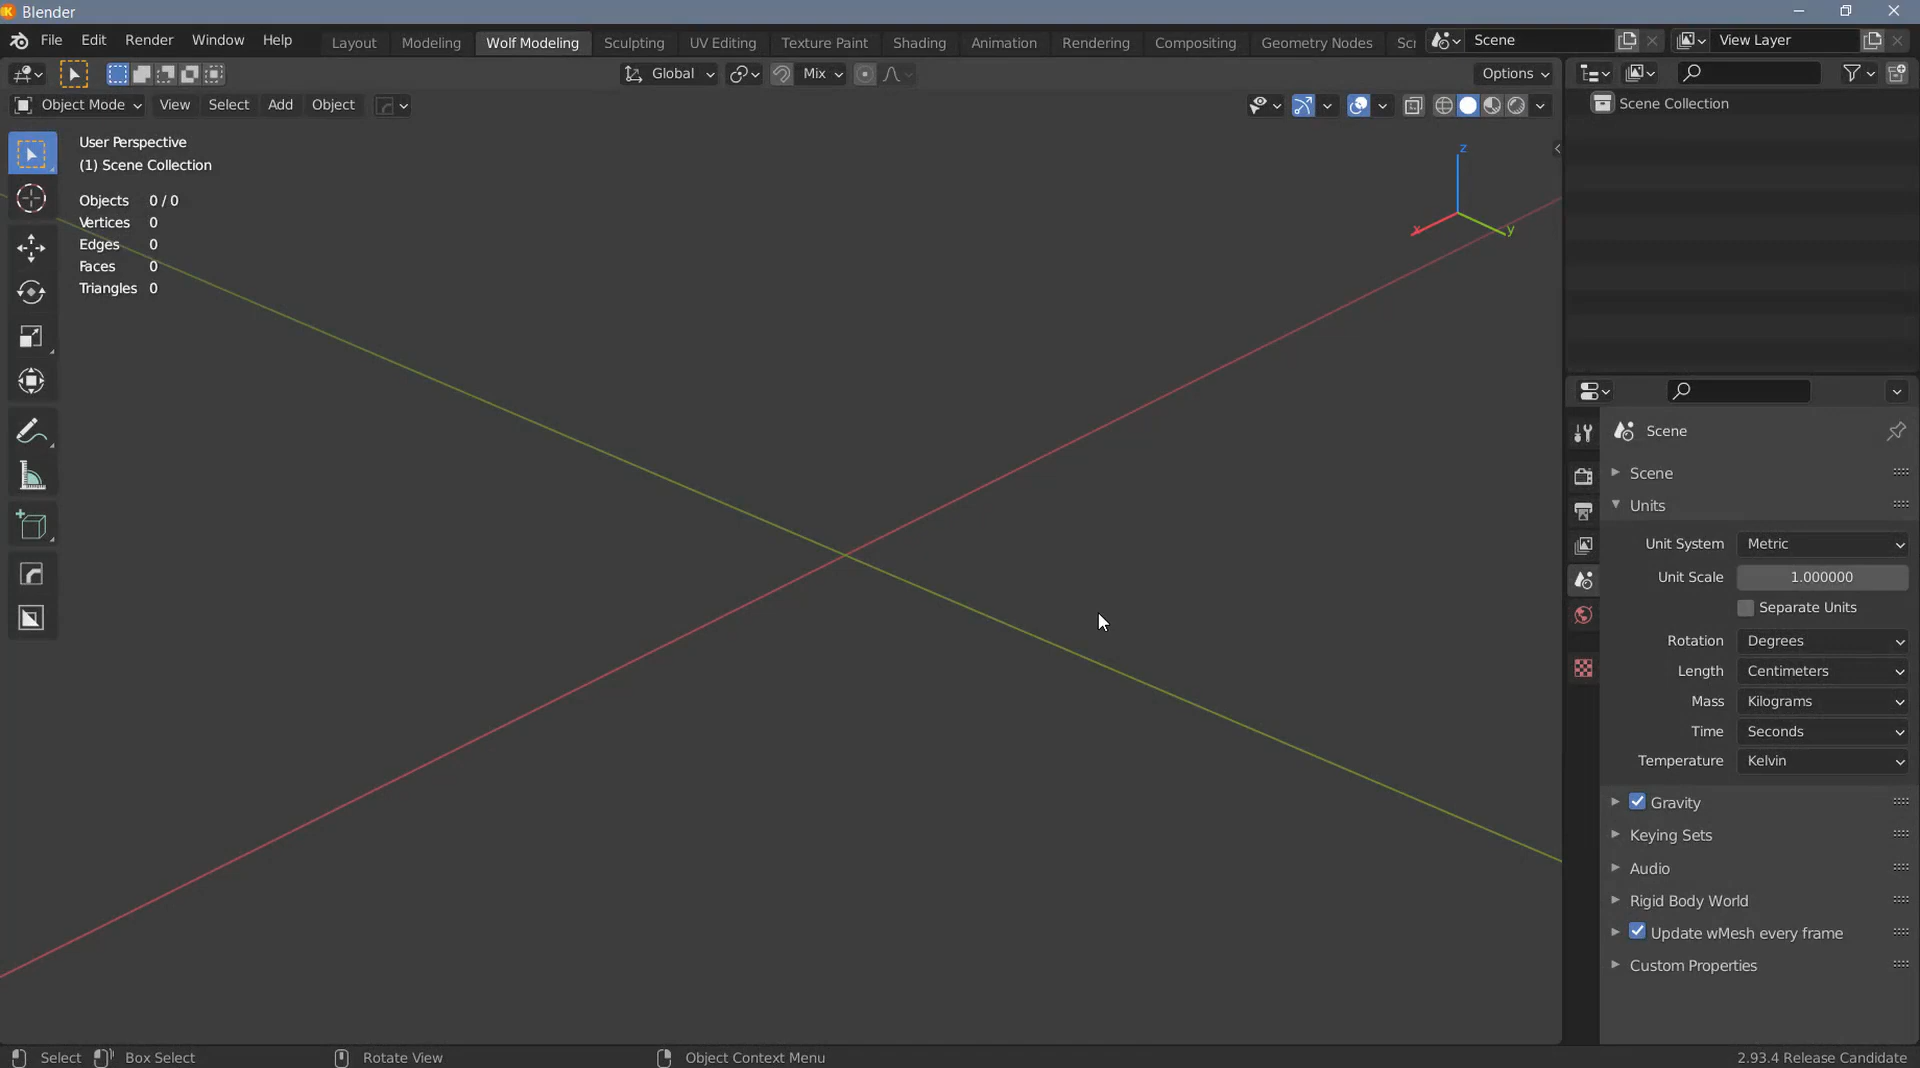 Blender
File Edit Render Window Help Layout Modeling Wolf Modeling Sculpting UV Editing Texture Paint Shading Animation Rendering Compositing Geometry Nodes Sc Scene View Layer
Global Mix Options
Object Mode View Select Add Object
Scene Collection
User Perspective
(1) Scene Collection
Objects 0 / 0
Vertices 0
Edges 0
Faces 0
Triangles 0
z
x
y
Scene
Scene
Units
Unit System Metric
Unit Scale 1.000000
Separate Units
Rotation Degrees
Length Centimeters
Mass Kilograms
Time Seconds
Temperature Kelvin
Gravity
Keying Sets
Audio
Rigid Body World
Update wMesh every frame
Custom Properties
Select Box Select Rotate View Object Context Menu 2.93.4 Release Candidate